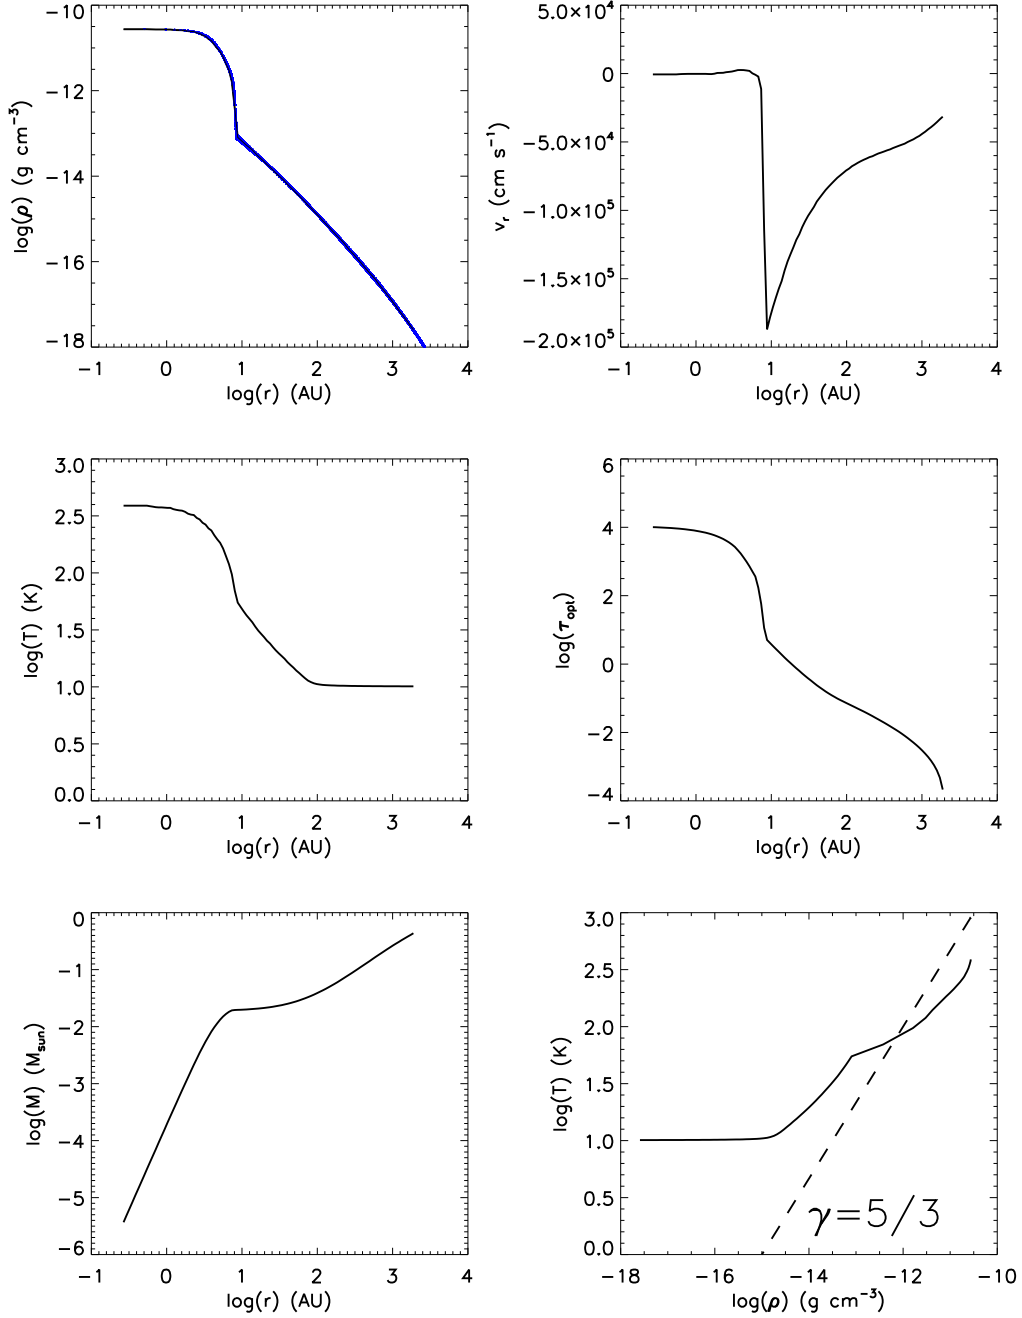 −10
−12
−14
−16
−18
log(ρ) (g cm⁻³)
−1 0 1 2 3 4
log(r) (AU)
5.0×10⁴
0
−5.0×10⁴
−1.0×10⁵
−1.5×10⁵
−2.0×10⁵
vᵣ (cm s⁻¹)
−1 0 1 2 3 4
log(r) (AU)
3.0
2.5
2.0
1.5
1.0
0.5
0.0
log(T) (K)
−1 0 1 2 3 4
log(r) (AU)
6
4
2
0
−2
−4
log(τopt)
−1 0 1 2 3 4
log(r) (AU)
0
−1
−2
−3
−4
−5
−6
log(M) (Msun)
−1 0 1 2 3 4
log(r) (AU)
3.0
2.5
2.0
1.5
1.0
0.5
0.0
log(T) (K)
γ=5/3
−18 −16 −14 −12 −10
log(ρ) (g cm⁻³)